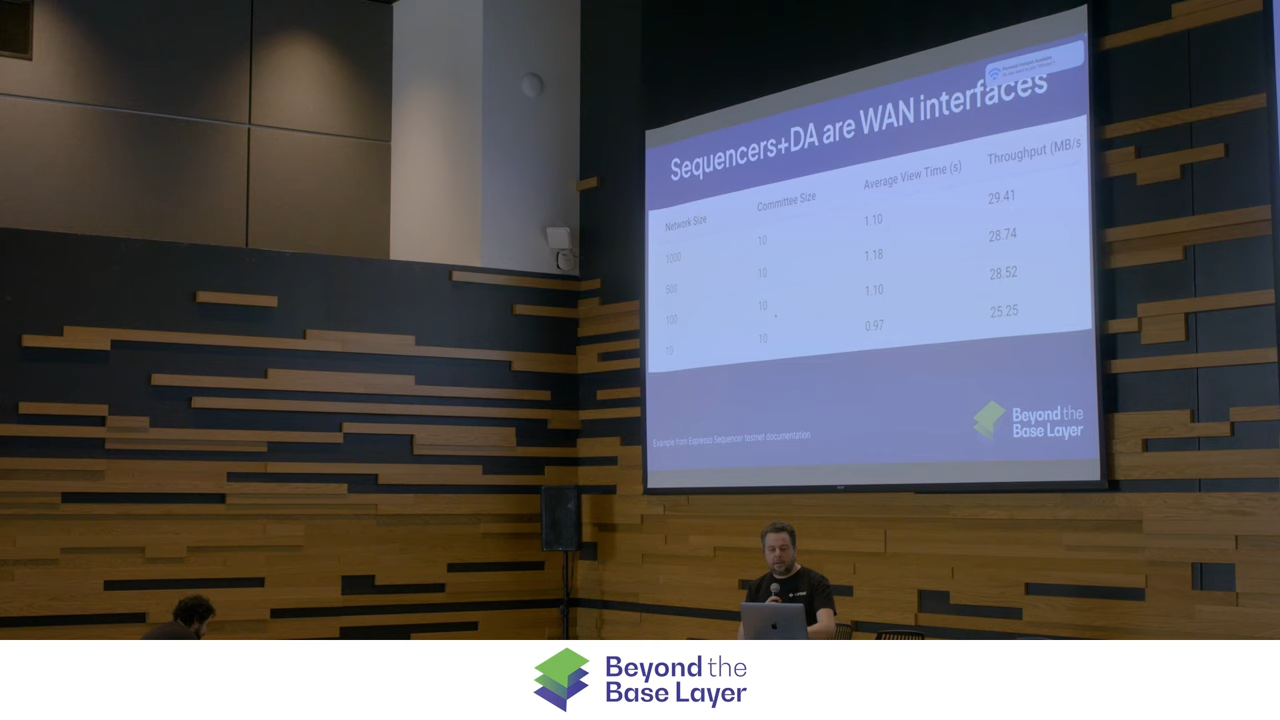 Sequencers+DA are WAN interfaces
Network Size Committee Size Average View Time (s) Throughput (MB/s
1000 10 1.10 29.41
500 10 1.18 28.74
100 10 1.10 28.52
10 10 0.97 25.25
Example from Espresso Sequencer testnet documentation
Beyond the
Base Layer
Beyond the
Base Layer